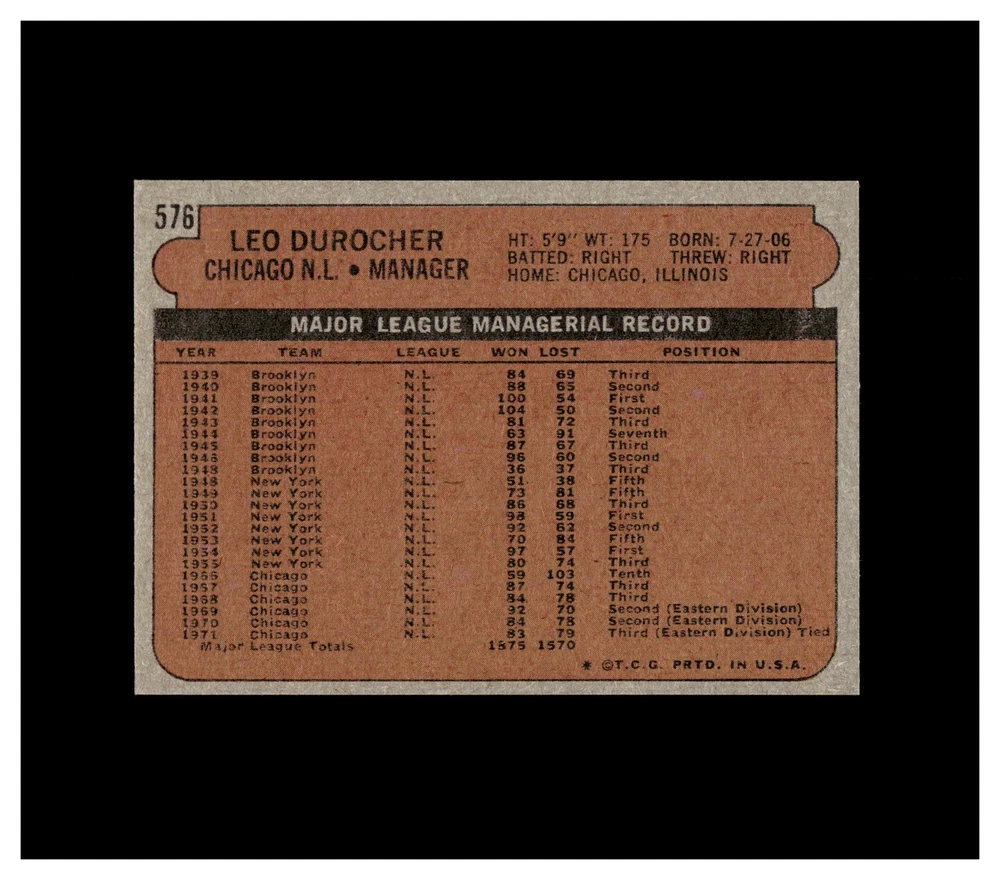 576
LEO DUROCHER
CHICAGO N.L. • MANAGER
HT: 5'9" WT: 175 BORN: 7-27-06
BATTED: RIGHT THREW: RIGHT
HOME: CHICAGO, ILLINOIS
MAJOR LEAGUE MANAGERIAL RECORD
YEAR TEAM LEAGUE WON LOST POSITION
1939 Brooklyn N.L. 84 69 Third
1940 Brooklyn N.L. 88 65 Second
1941 Brooklyn N.L. 100 54 First
1942 Brooklyn N.L. 104 50 Second
1943 Brooklyn N.L. 81 72 Third
1944 Brooklyn N.L. 63 91 Seventh
1945 Brooklyn N.L. 87 67 Third
1946 Brooklyn N.L. 96 60 Second
1948 Brooklyn N.L. 36 37 Third
1948 New York N.L. 51 38 Fifth
1949 New York N.L. 73 81 Fifth
1950 New York N.L. 86 68 Third
1951 New York N.L. 98 59 First
1952 New York N.L. 92 62 Second
1953 New York N.L. 70 84 Fifth
1954 New York N.L. 97 57 First
1955 New York N.L. 80 74 Third
1966 Chicago N.L. 59 103 Tenth
1967 Chicago N.L. 87 74 Third
1968 Chicago N.L. 84 78 Third
1969 Chicago N.L. 92 70 Second (Eastern Division)
1970 Chicago N.L. 84 78 Second (Eastern Division)
1971 Chicago N.L. 83 79 Third (Eastern Division) Tied
Major League Totals 1875 1570
* ©T.C.G. PRTD. IN U.S.A.